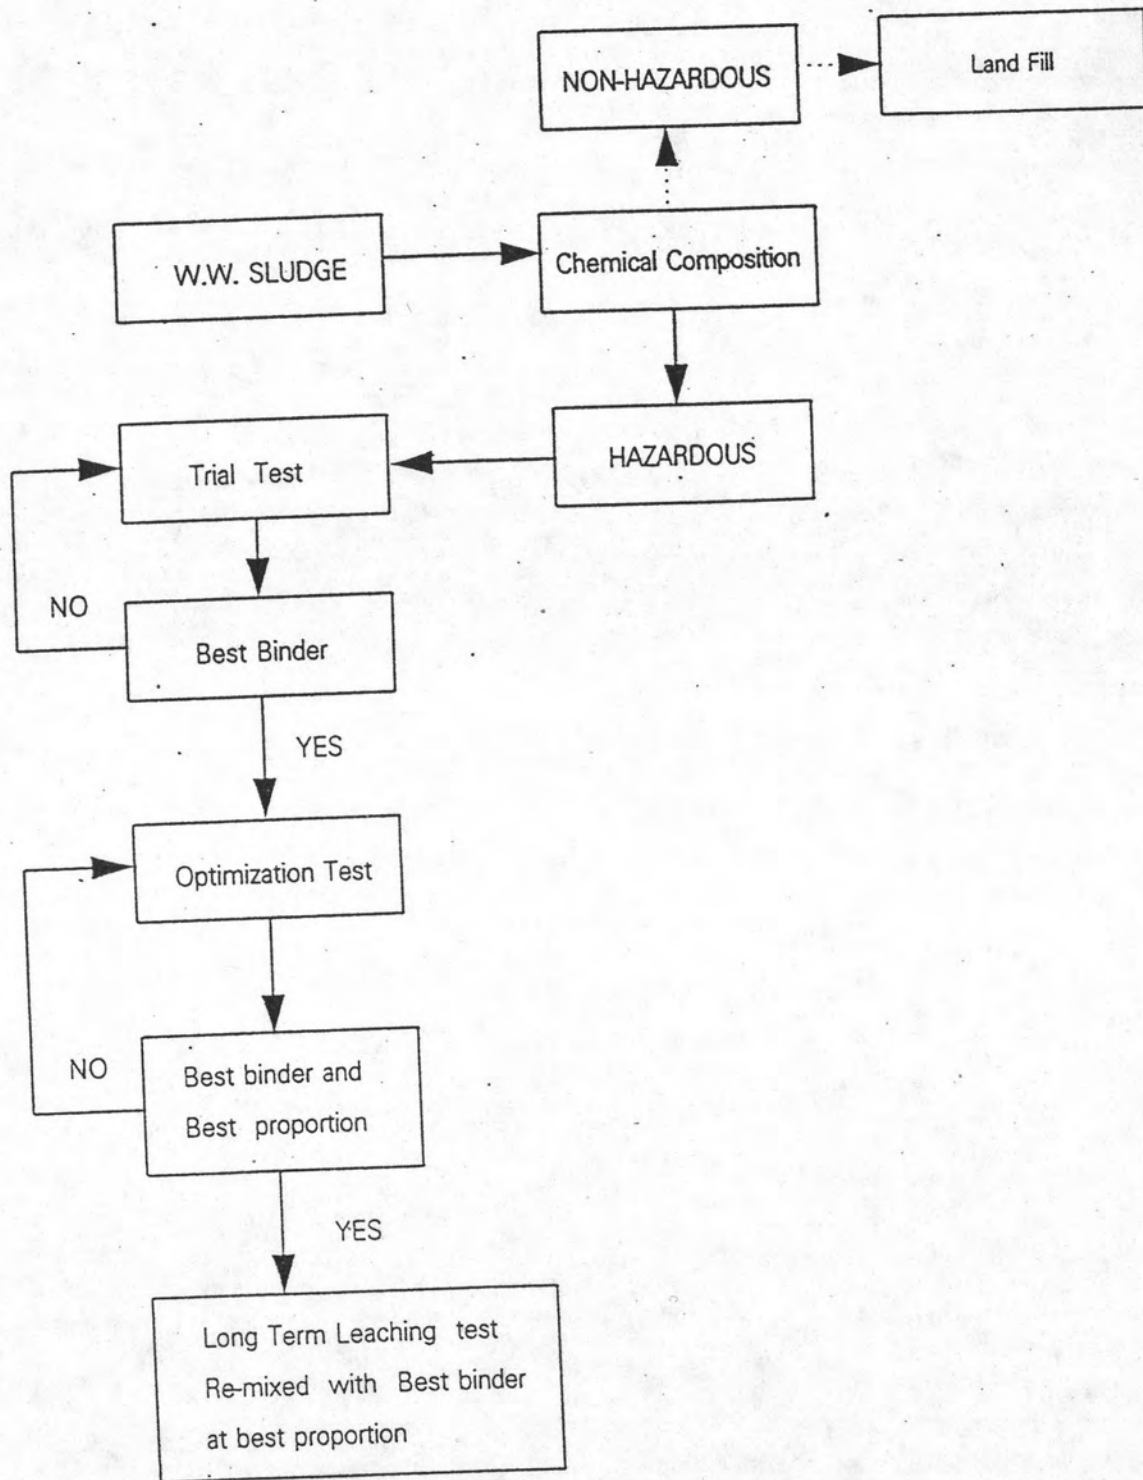 NON-HAZARDOUS
Land Fill
W.W. SLUDGE
Chemical Composition
HAZARDOUS
Trial Test
NO
Best Binder
YES
Optimization Test
NO
Best binder and
Best proportion
YES
Long Term Leaching test
Re-mixed with Best binder
at best proportion